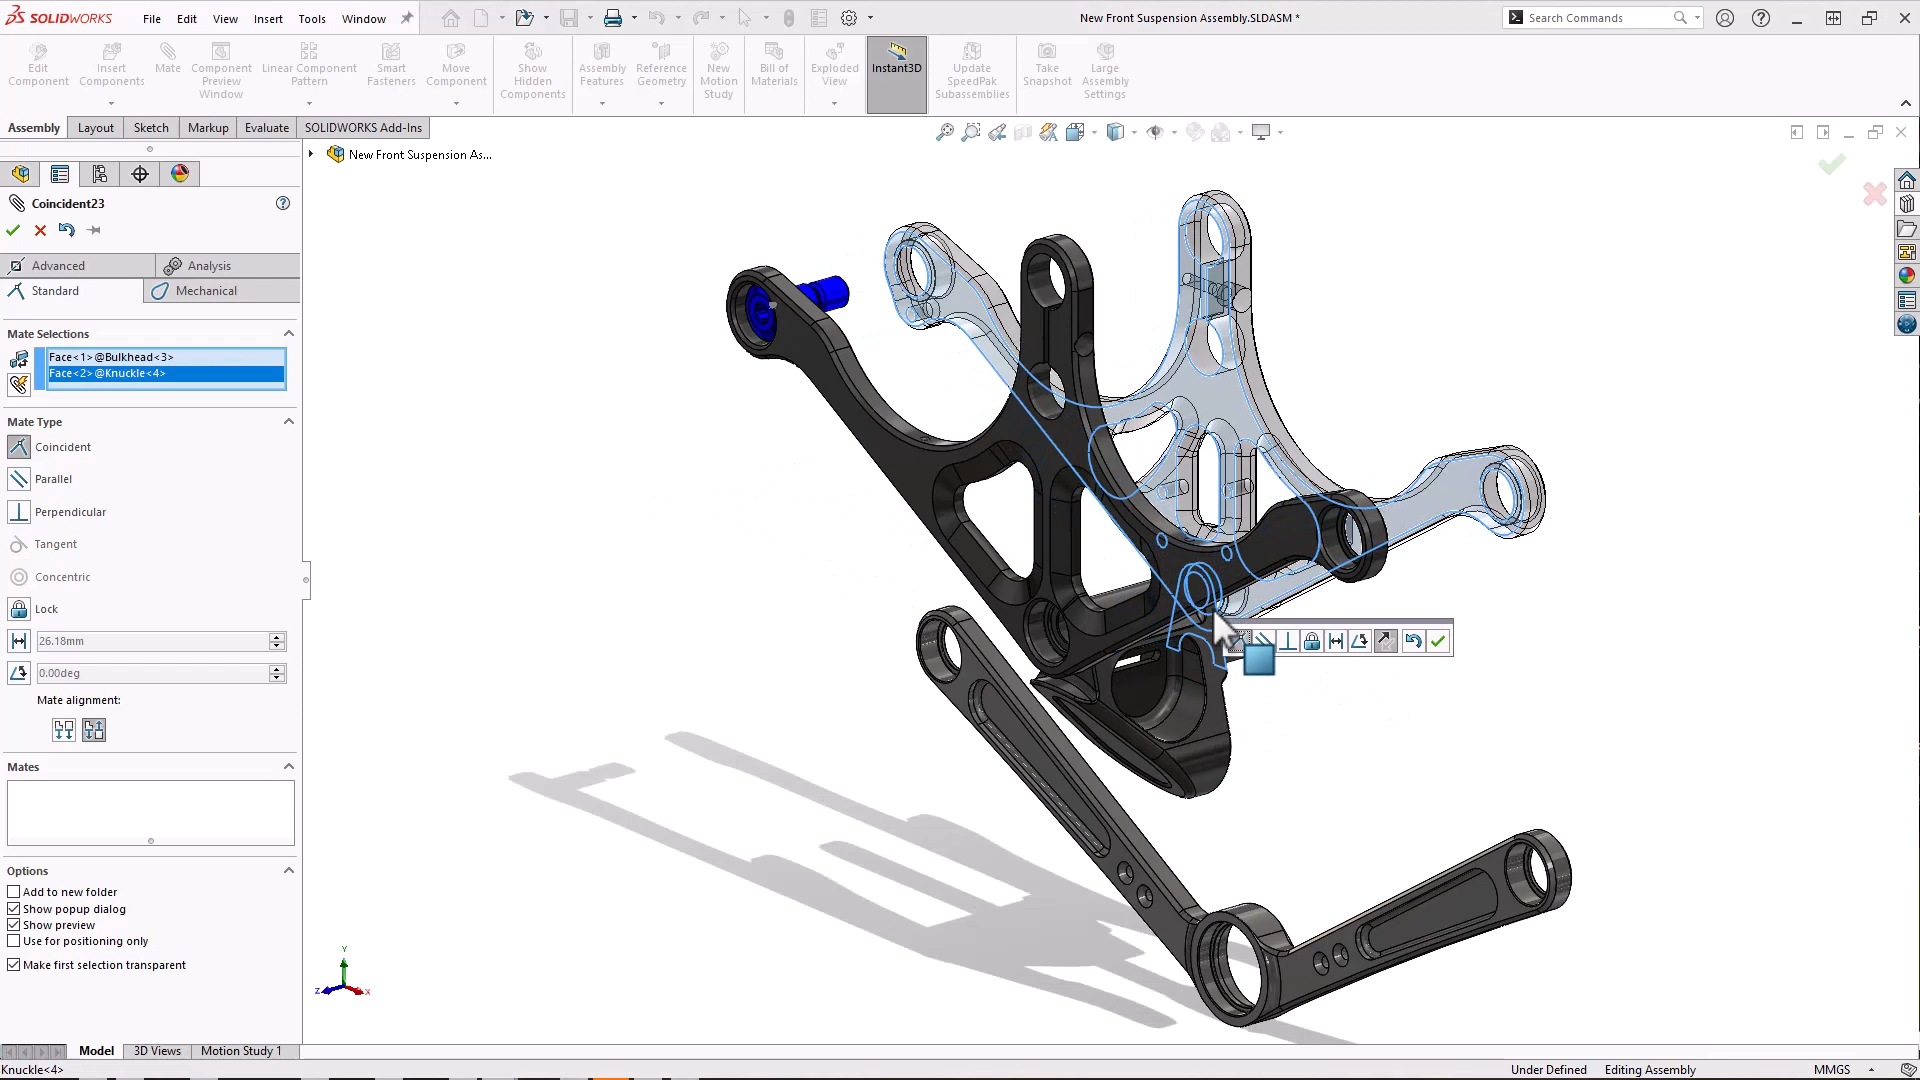 SOLIDWORKS
File Edit View Insert Tools Window
New Front Suspension Assembly.SLDASM *
Search Commands
Edit Component
Insert Components
Mate
Component Preview Window
Linear Component Pattern
Smart Fasteners
Move Component
Show Hidden Components
Assembly Features
Reference Geometry
New Motion Study
Bill of Materials
Exploded View
Instant3D
Update SpeedPak Subassemblies
Take Snapshot
Large Assembly Settings
Assembly Layout Sketch Markup Evaluate SOLIDWORKS Add-Ins
New Front Suspension As...
Coincident23
Advanced Analysis
Standard Mechanical
Mate Selections
Face<1>@Bulkhead<3>
Face<2>@Knuckle<4>
Mate Type
Coincident
Parallel
Perpendicular
Tangent
Concentric
Lock
26.18mm
0.00deg
Mate alignment:
Mates
Options
Add to new folder
Show popup dialog
Show preview
Use for positioning only
Make first selection transparent
Y
Z X
Model 3D Views Motion Study 1
Knuckle<4>
Under Defined Editing Assembly MMGS